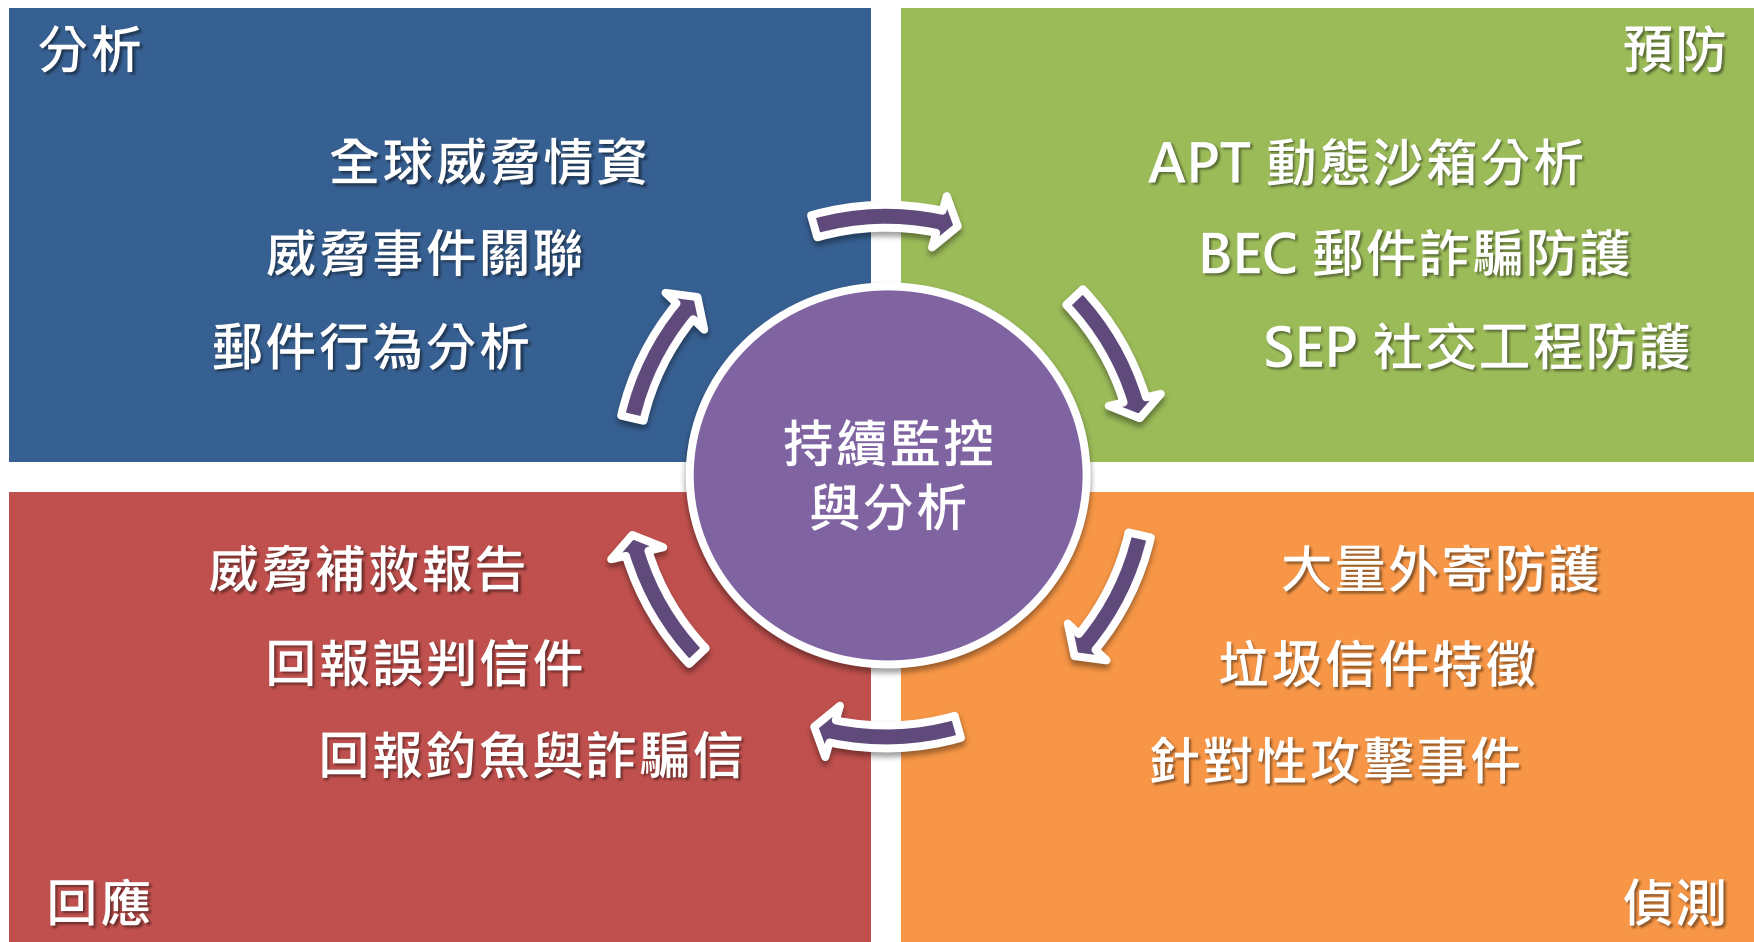 分析
全球威脅情資
威脅事件關聯
郵件行為分析
預防
APT 動態沙箱分析
BEC 郵件詐騙防護
SEP 社交工程防護
持續監控
與分析
威脅補救報告
回報誤判信件
回報釣魚與詐騙信
回應
大量外寄防護
垃圾信件特徵
針對性攻擊事件
偵測